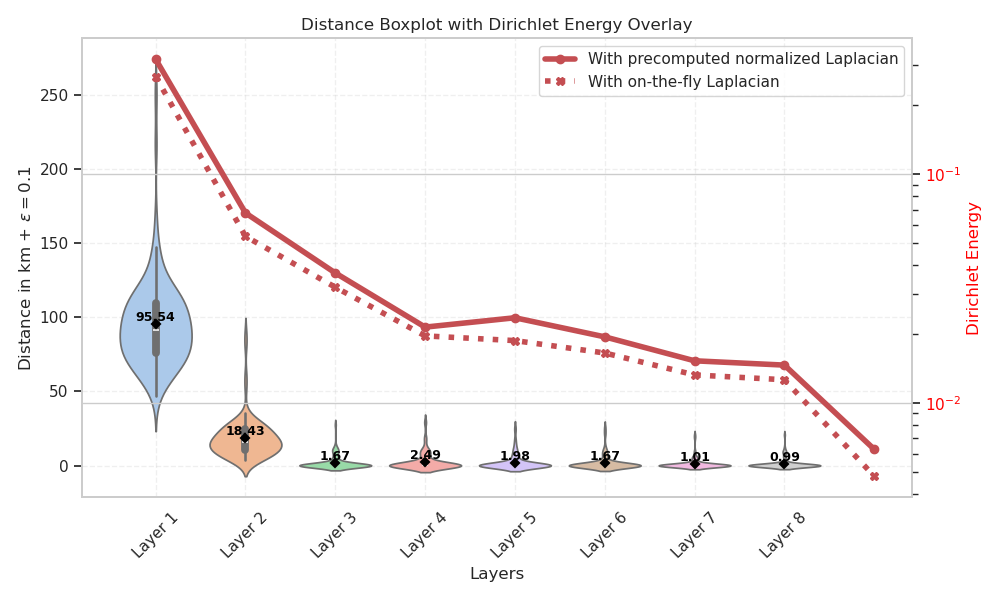 Distance Boxplot with Dirichlet Energy Overlay
With precomputed normalized Laplacian
With on-the-fly Laplacian
Distance in km + ε = 0.1
250
200
150
100
50
0
10⁻¹
10⁻²
Dirichlet Energy
95.54
18.43
1.67
2.49
1.98
1.67
1.01
0.99
Layer 1
Layer 2
Layer 3
Layer 4
Layer 5
Layer 6
Layer 7
Layer 8
Layers